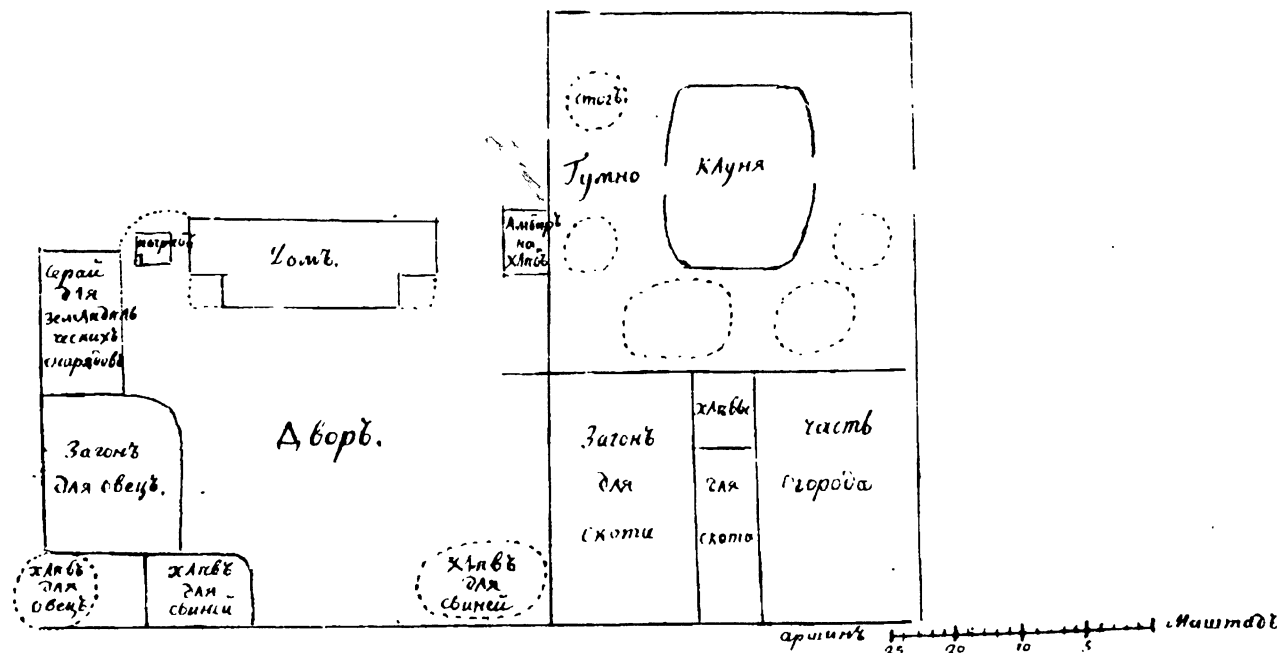 стогъ.
Гумно
Клуня
Амбаръ
на
хлѣбъ
погребъ
Домъ.
Сарай
для
земледѣль
ческихъ
снарядовъ
хлѣвы
часть
Загонъ
Дворъ.
Загонъ
для овецъ.
для
для
огорода
скота
скота
хлѣвъ
для
овецъ
хлѣвъ
для
свиней
хлѣвъ
для
свиней
аршинъ
Маштабъ
25 20 10 5